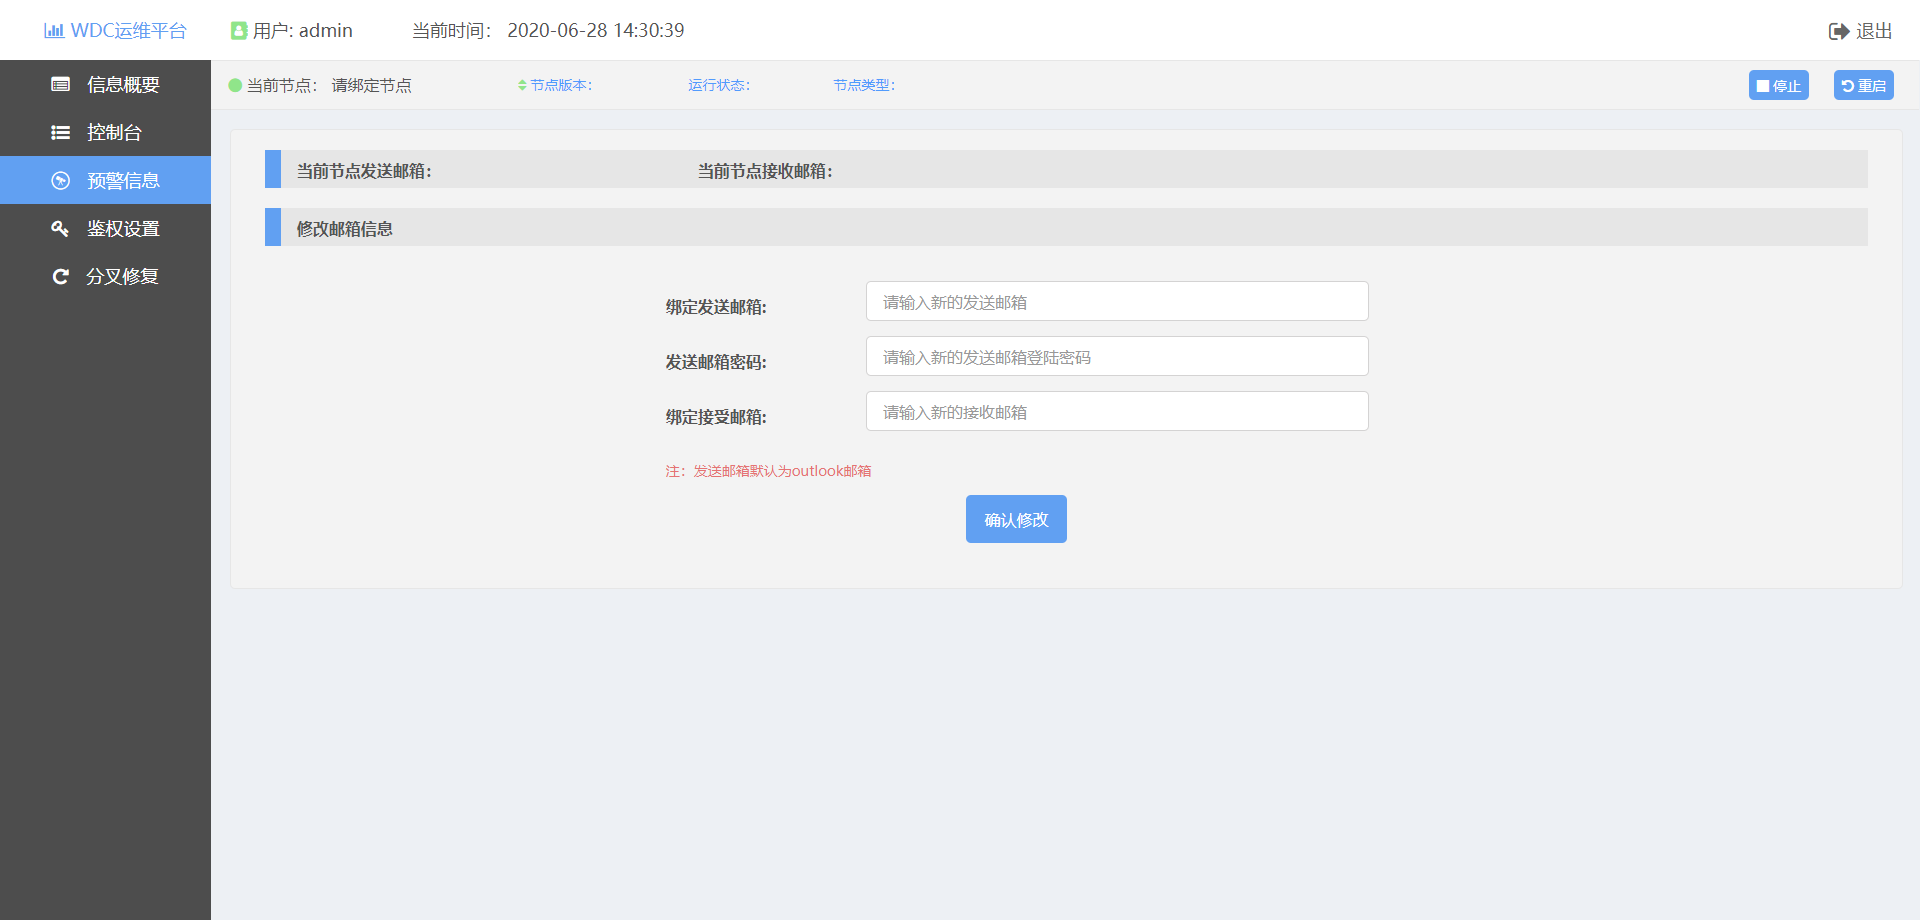 WDC运维平台
用户: admin
当前时间： 2020-06-28 14:30:39
退出
信息概要
控制台
预警信息
鉴权设置
分叉修复
当前节点： 请绑定节点
节点版本：
运行状态：
节点类型：
停止
重启
当前节点发送邮箱：
当前节点接收邮箱：
修改邮箱信息
绑定发送邮箱:
请输入新的发送邮箱
发送邮箱密码:
请输入新的发送邮箱登陆密码
绑定接受邮箱:
请输入新的接收邮箱
注：发送邮箱默认为outlook邮箱
确认修改